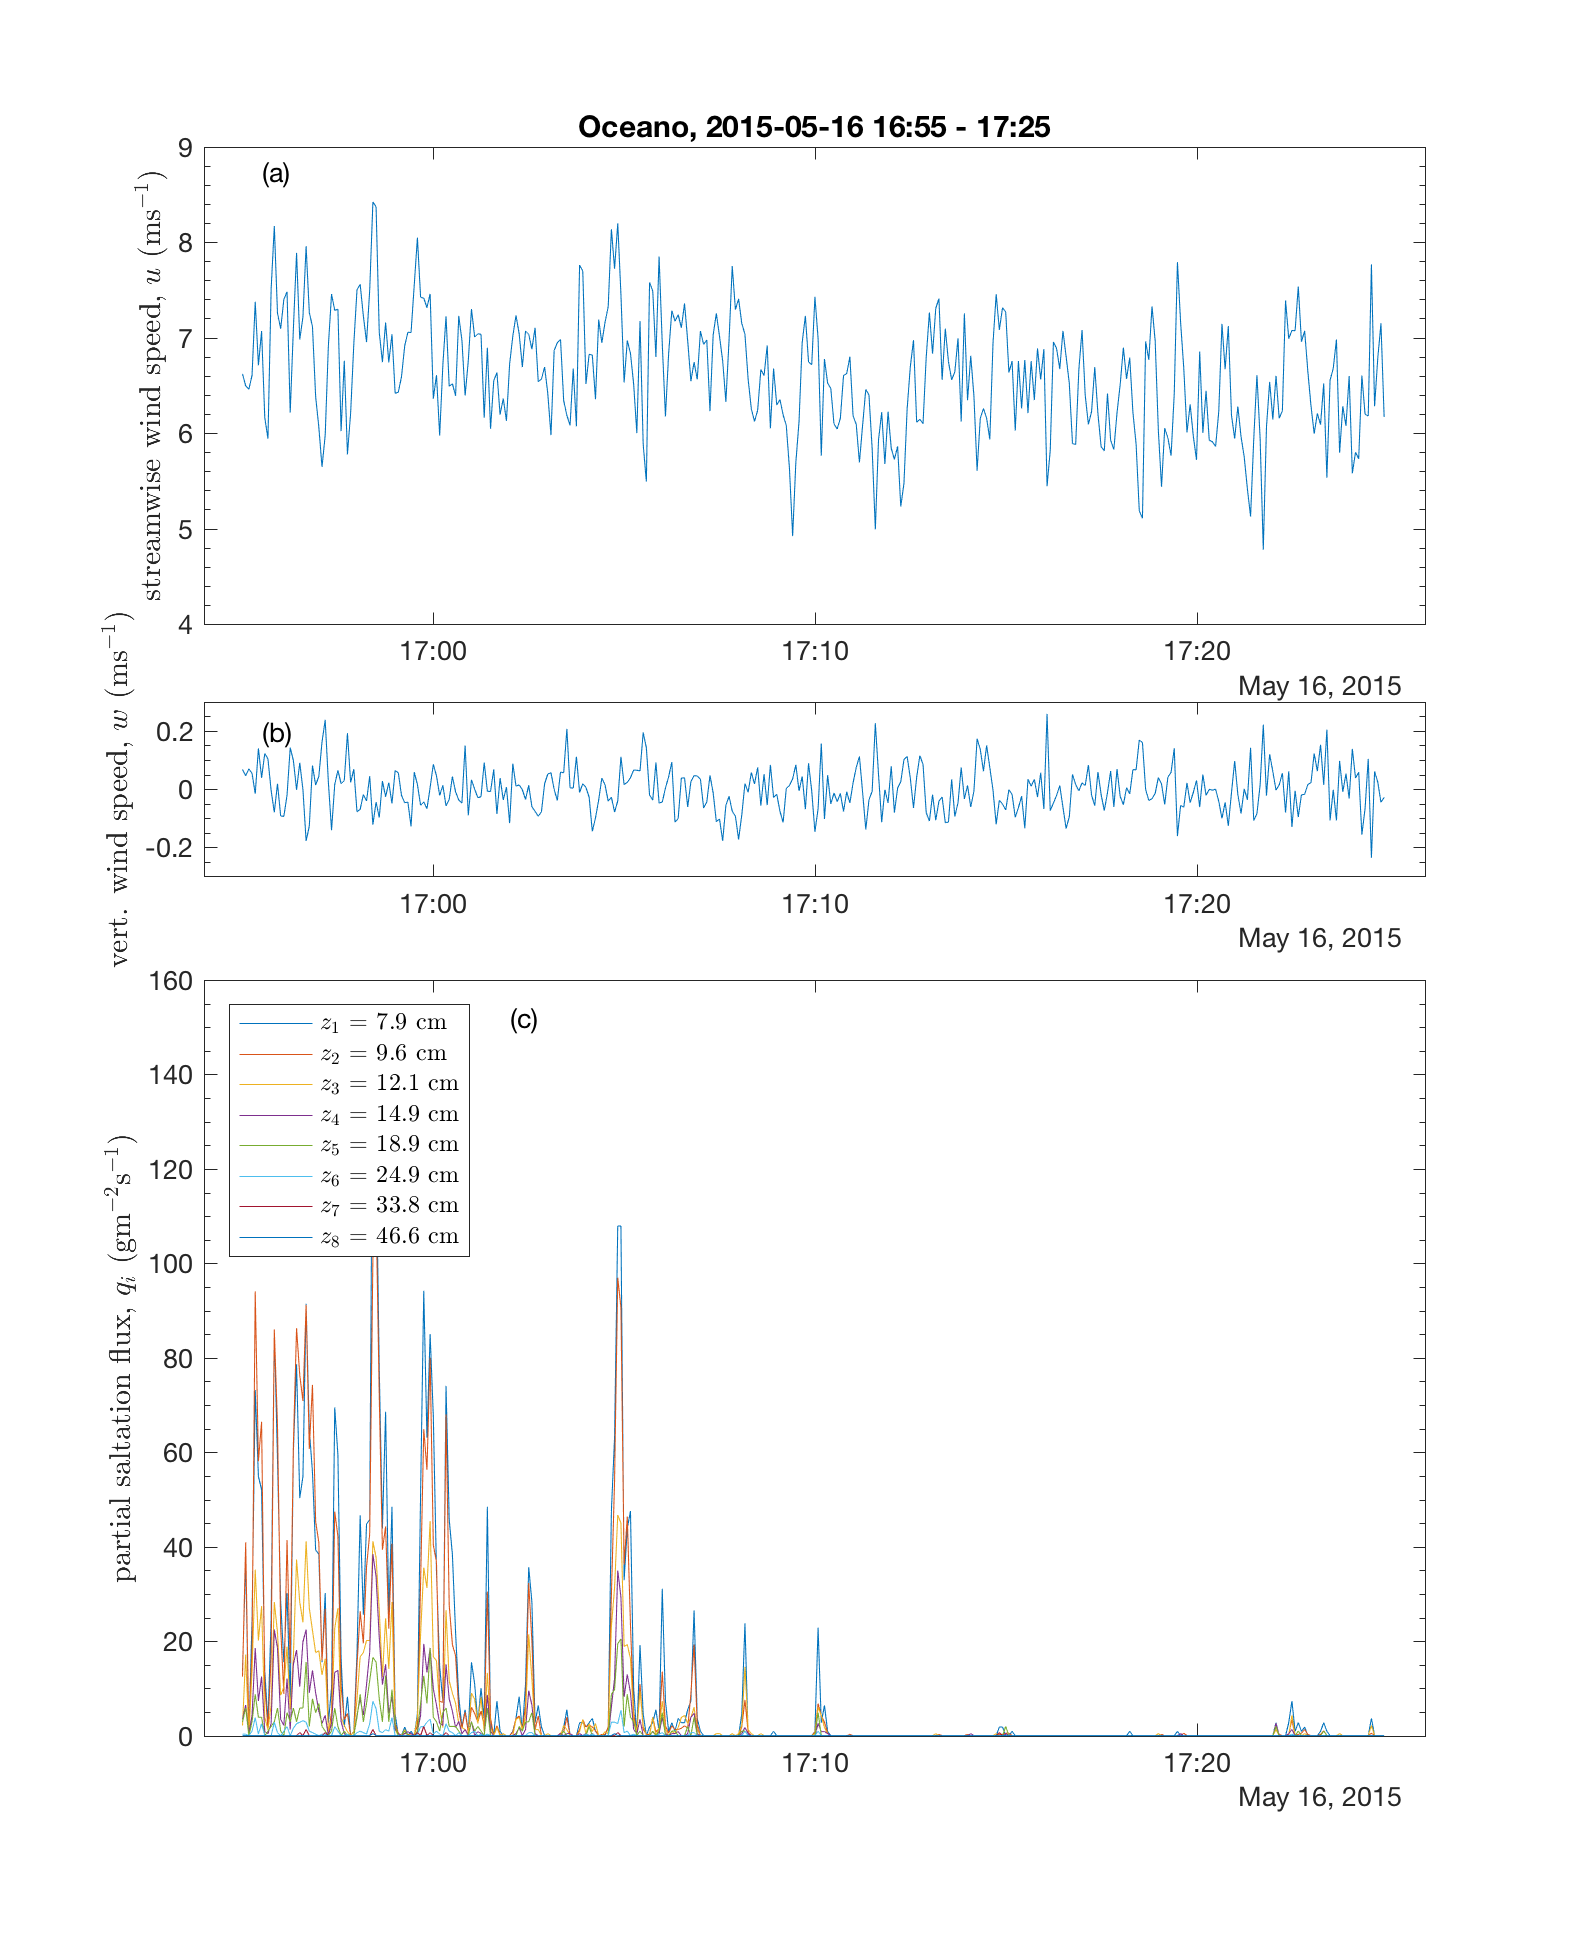 Oceano, 2015-05-16 16:55 - 17:25
(a)
streamwise wind speed, u (ms⁻¹)
9
8
7
6
5
4
17:00 17:10 17:20
May 16, 2015
(b)
vert. wind speed, w (ms⁻¹)
0.2
0
-0.2
17:00 17:10 17:20
May 16, 2015
(c)
partial saltation flux, qᵢ (gm⁻²s⁻¹)
160
140
120
100
80
60
40
20
0
z₁ = 7.9 cm
z₂ = 9.6 cm
z₃ = 12.1 cm
z₄ = 14.9 cm
z₅ = 18.9 cm
z₆ = 24.9 cm
z₇ = 33.8 cm
z₈ = 46.6 cm
17:00 17:10 17:20
May 16, 2015